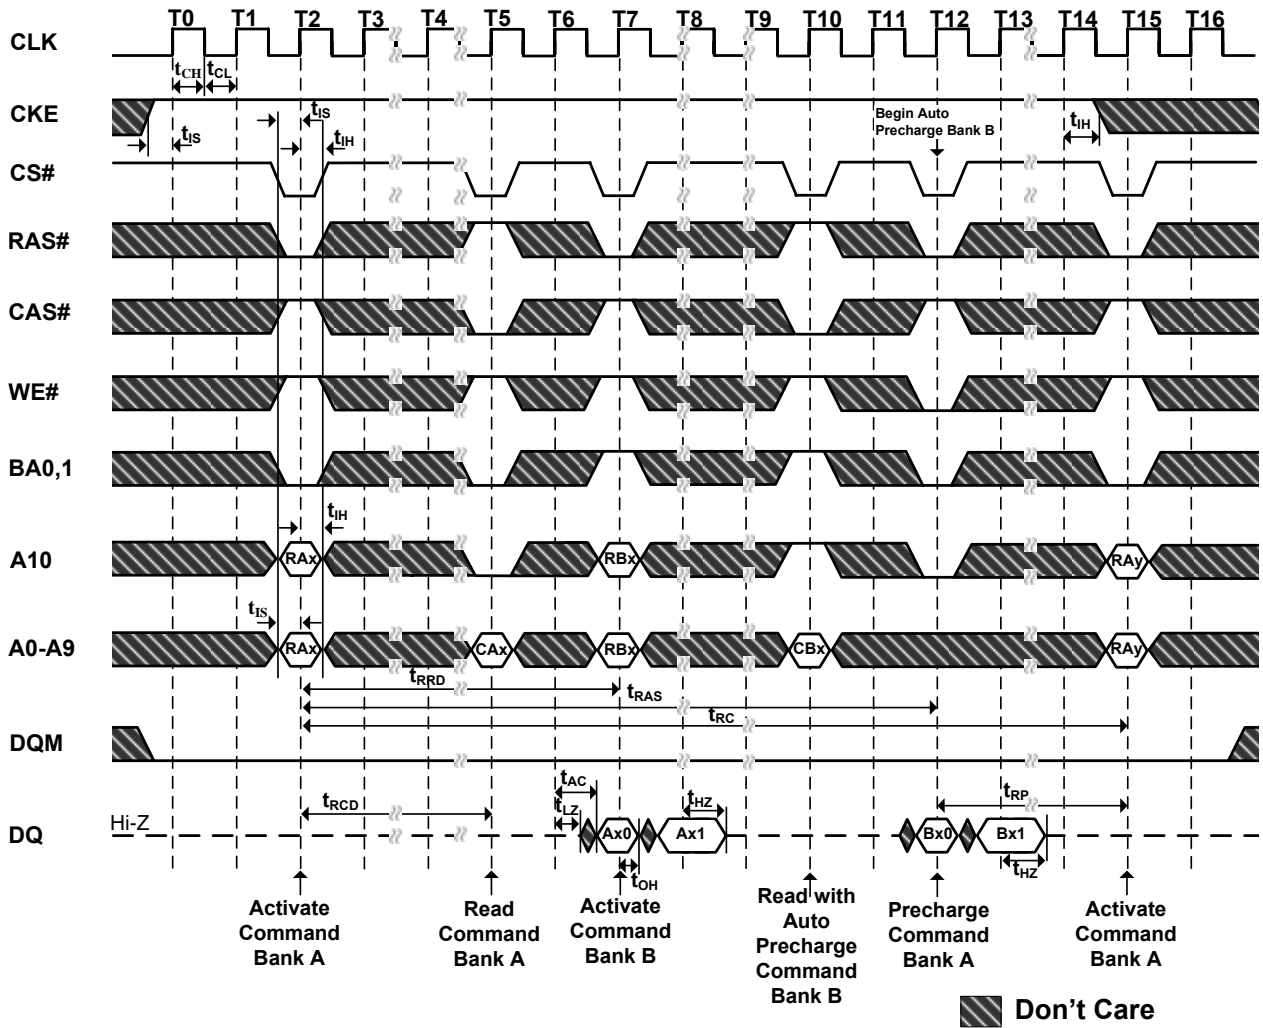 T0 T1 T2 T3 T4 T5 T6 T7 T8 T9 T10 T11 T12 T13 T14 T15 T16
CLK
tCH tCL
CKE
tIS
tIS
tIH
Begin Auto
Precharge Bank B
tIH
CS#
RAS#
CAS#
WE#
BA0,1
tIH
A10
RAx RBx RAy
tIS
A0-A9
RAx CAx RBx CBx RAy
tRRD
tRAS
tRC
DQM
tAC
tLZ
tHZ
tRCD
tRP
Hi-Z
DQ
Ax0 Ax1 Bx0 Bx1
tOH
tHZ
Activate
Command
Bank A
Read
Command
Bank A
Activate
Command
Bank B
Read with
Auto
Precharge
Command
Bank B
Precharge
Command
Bank A
Activate
Command
Bank A
Don't Care